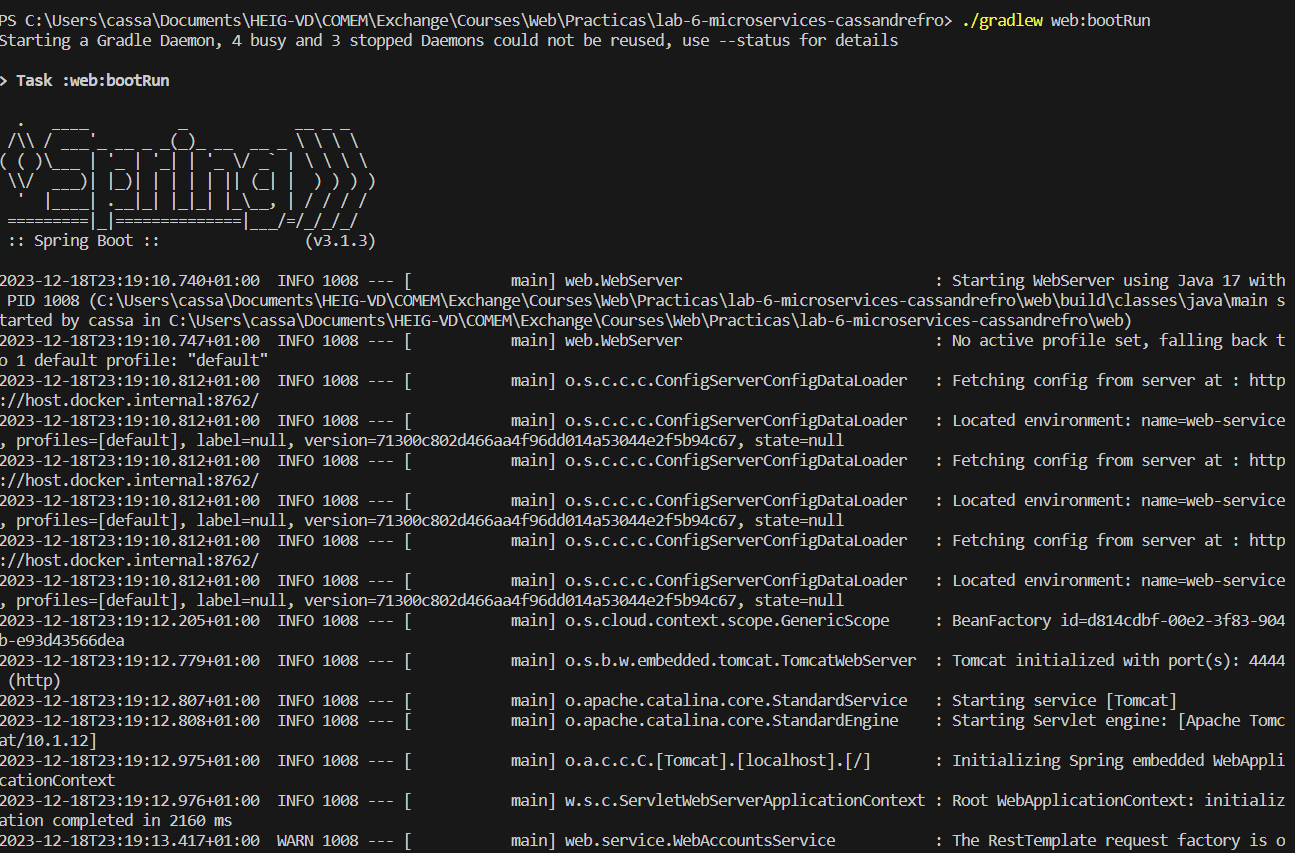 PS C:\Users\cassa\Documents\HEIG-VD\COMEM\Exchange\Courses\Web\Practicas\lab-6-microservices-cassandrefro> ./gradlew web:bootRun
Starting a Gradle Daemon, 4 busy and 3 stopped Daemons could not be reused, use --status for details
> Task :web:bootRun
  .   ____          _            __ _ _
 /\\ / ___'_ __ _ _(_)_ __  __ _ \ \ \ \
( ( )\___ | '_ | '_| | '_ \/ _` | \ \ \ \
 \\/  ___)| |_)| | | | | || (_| |  ) ) ) )
  '  |____| .__|_| |_|_| |_\__, | / / / /
 =========|_|==============|___/=/_/_/_/
 :: Spring Boot ::                (v3.1.3)
2023-12-18T23:19:10.740+01:00  INFO 1008 --- [           main] web.WebServer                            : Starting WebServer using Java 17 with
 PID 1008 (C:\Users\cassa\Documents\HEIG-VD\COMEM\Exchange\Courses\Web\Practicas\lab-6-microservices-cassandrefro\web\build\classes\java\main s
tarted by cassa in C:\Users\cassa\Documents\HEIG-VD\COMEM\Exchange\Courses\Web\Practicas\lab-6-microservices-cassandrefro\web)
2023-12-18T23:19:10.747+01:00  INFO 1008 --- [           main] web.WebServer                            : No active profile set, falling back t
o 1 default profile: "default"
2023-12-18T23:19:10.812+01:00  INFO 1008 --- [           main] o.s.c.c.c.ConfigServerConfigDataLoader   : Fetching config from server at : http
://host.docker.internal:8762/
2023-12-18T23:19:10.812+01:00  INFO 1008 --- [           main] o.s.c.c.c.ConfigServerConfigDataLoader   : Located environment: name=web-service
, profiles=[default], label=null, version=71300c802d466aa4f96dd014a53044e2f5b94c67, state=null
2023-12-18T23:19:10.812+01:00  INFO 1008 --- [           main] o.s.c.c.c.ConfigServerConfigDataLoader   : Fetching config from server at : http
://host.docker.internal:8762/
2023-12-18T23:19:10.812+01:00  INFO 1008 --- [           main] o.s.c.c.c.ConfigServerConfigDataLoader   : Located environment: name=web-service
, profiles=[default], label=null, version=71300c802d466aa4f96dd014a53044e2f5b94c67, state=null
2023-12-18T23:19:10.812+01:00  INFO 1008 --- [           main] o.s.c.c.c.ConfigServerConfigDataLoader   : Fetching config from server at : http
://host.docker.internal:8762/
2023-12-18T23:19:10.812+01:00  INFO 1008 --- [           main] o.s.c.c.c.ConfigServerConfigDataLoader   : Located environment: name=web-service
, profiles=[default], label=null, version=71300c802d466aa4f96dd014a53044e2f5b94c67, state=null
2023-12-18T23:19:12.205+01:00  INFO 1008 --- [           main] o.s.cloud.context.scope.GenericScope     : BeanFactory id=d814cdbf-00e2-3f83-904
b-e93d43566dea
2023-12-18T23:19:12.779+01:00  INFO 1008 --- [           main] o.s.b.w.embedded.tomcat.TomcatWebServer  : Tomcat initialized with port(s): 4444
 (http)
2023-12-18T23:19:12.807+01:00  INFO 1008 --- [           main] o.apache.catalina.core.StandardService   : Starting service [Tomcat]
2023-12-18T23:19:12.808+01:00  INFO 1008 --- [           main] o.apache.catalina.core.StandardEngine    : Starting Servlet engine: [Apache Tomc
at/10.1.12]
2023-12-18T23:19:12.975+01:00  INFO 1008 --- [           main] o.a.c.c.C.[Tomcat].[localhost].[/]       : Initializing Spring embedded WebAppli
cationContext
2023-12-18T23:19:12.976+01:00  INFO 1008 --- [           main] w.s.c.ServletWebServerApplicationContext : Root WebApplicationContext: initializ
ation completed in 2160 ms
2023-12-18T23:19:13.417+01:00  WARN 1008 --- [           main] web.service.WebAccountsService           : The RestTemplate request factory is o